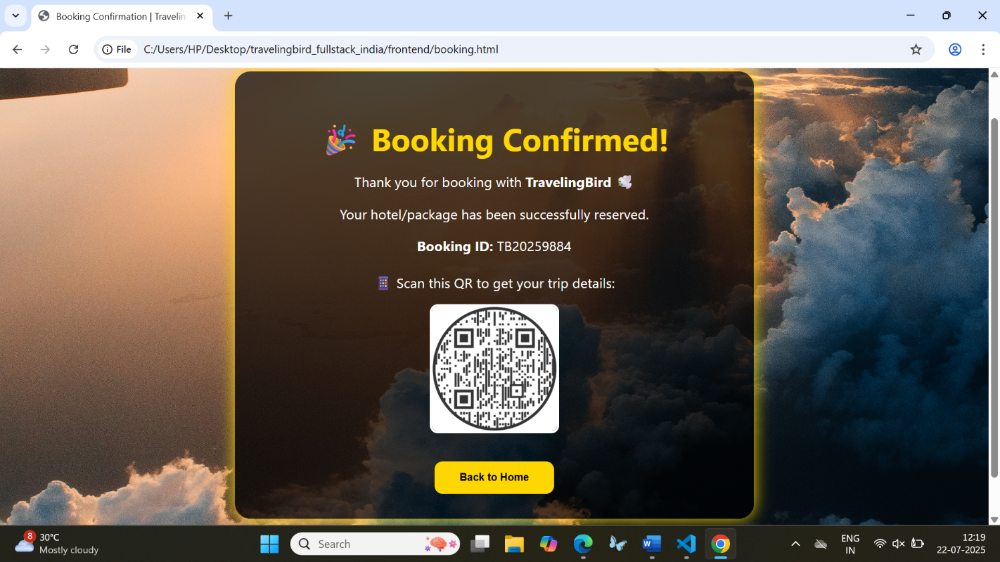 Booking Confirmation | Travelin
File
C:/Users/HP/Desktop/travelingbird_fullstack_india/frontend/booking.html
Booking Confirmed!
Thank you for booking with TravelingBird
Your hotel/package has been successfully reserved.
Booking ID: TB20259884
Scan this QR to get your trip details:
Back to Home
8
30°C
Mostly cloudy
Search
W
ENG
IN
12:19
22-07-2025